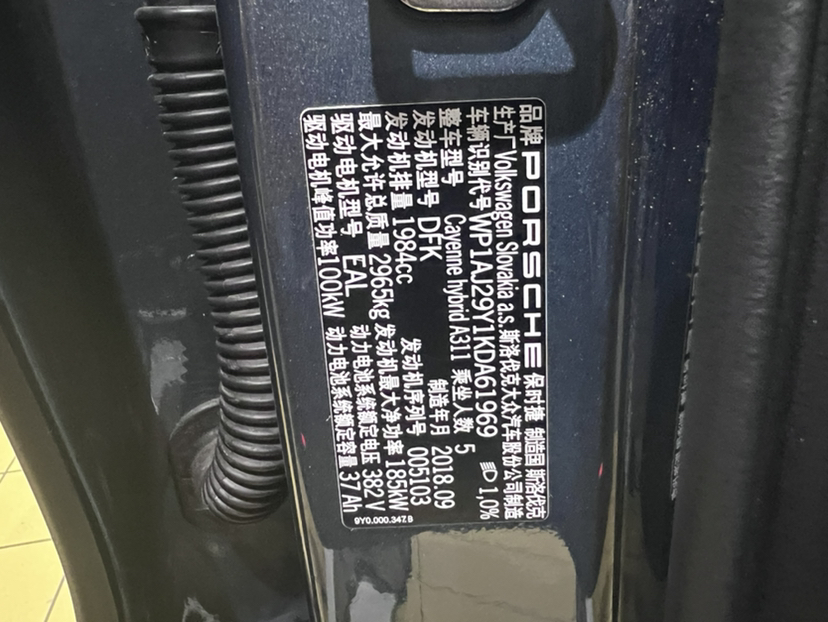 品牌 PORSCHE 保时捷 制造国 斯洛伐克
生产厂 Volkswagen Slovakia a.s. 斯洛伐克大众汽车股份公司制造
车辆识别代号 WP1AJ29Y1KDA61969 1,0%
整车型号 Cayenne hybrid A311 乘坐人数 5
发动机型号 DFK 制造年月 2018.09
发动机排量 1984cc 发动机序列号 005103
最大允许总质量 2965kg 发动机最大净功率 185kW
驱动电机型号 EAL 动力电池系统额定电压 382V
驱动电机峰值功率 100kW 动力电池系统额定容量 37Ah
9Y0.000.347.B